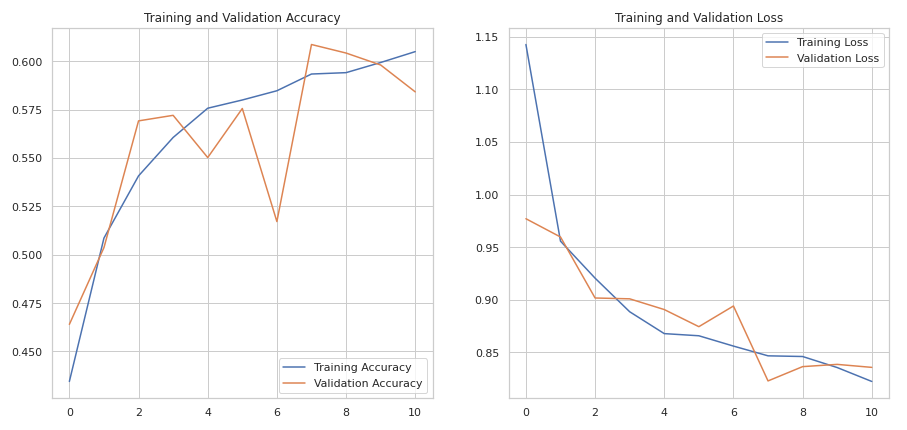 Training and Validation Accuracy
0.600
0.575
0.550
0.525
0.500
0.475
0.450
0 2 4 6 8 10
Training Accuracy
Validation Accuracy
Training and Validation Loss
1.15
1.10
1.05
1.00
0.95
0.90
0.85
0 2 4 6 8 10
Training Loss
Validation Loss